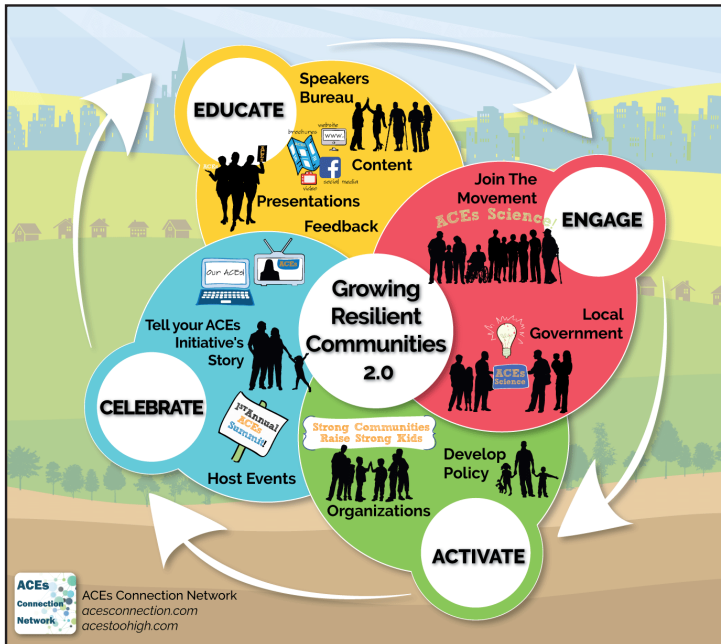 EDUCATE
Speakers
Bureau
website
www.
brochures
video
social media
Content
Presentations
Feedback
Join The
Movement
ACEs Science!
ENGAGE
Local
Government
ACEs
Science
Growing
Resilient
Communities
2.0
Our ACEs!
ACEs
Tell your ACEs
Initiative's
Story
CELEBRATE
1st Annual
ACEs
Summit!
Host Events
Strong Communities
Raise Strong Kids
Organizations
Develop
Policy
ACTIVATE
ACEs
Connection
Network
ACEs Connection Network
acesconnection.com
acestoohigh.com